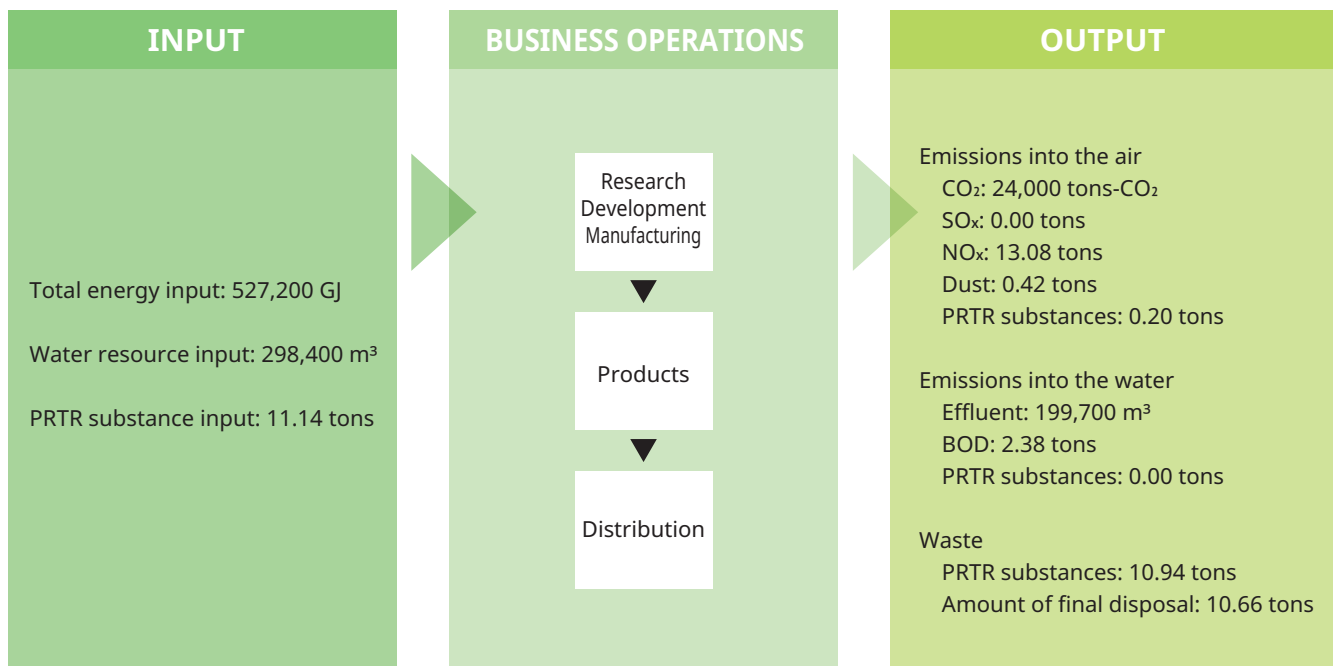 INPUT
Total energy input: 527,200 GJ
Water resource input: 298,400 m³
PRTR substance input: 11.14 tons
BUSINESS OPERATIONS
Research
Development
Manufacturing
Products
Distribution
OUTPUT
Emissions into the air
CO₂: 24,000 tons-CO₂
SOₓ: 0.00 tons
NOₓ: 13.08 tons
Dust: 0.42 tons
PRTR substances: 0.20 tons
Emissions into the water
Effluent: 199,700 m³
BOD: 2.38 tons
PRTR substances: 0.00 tons
Waste
PRTR substances: 10.94 tons
Amount of final disposal: 10.66 tons